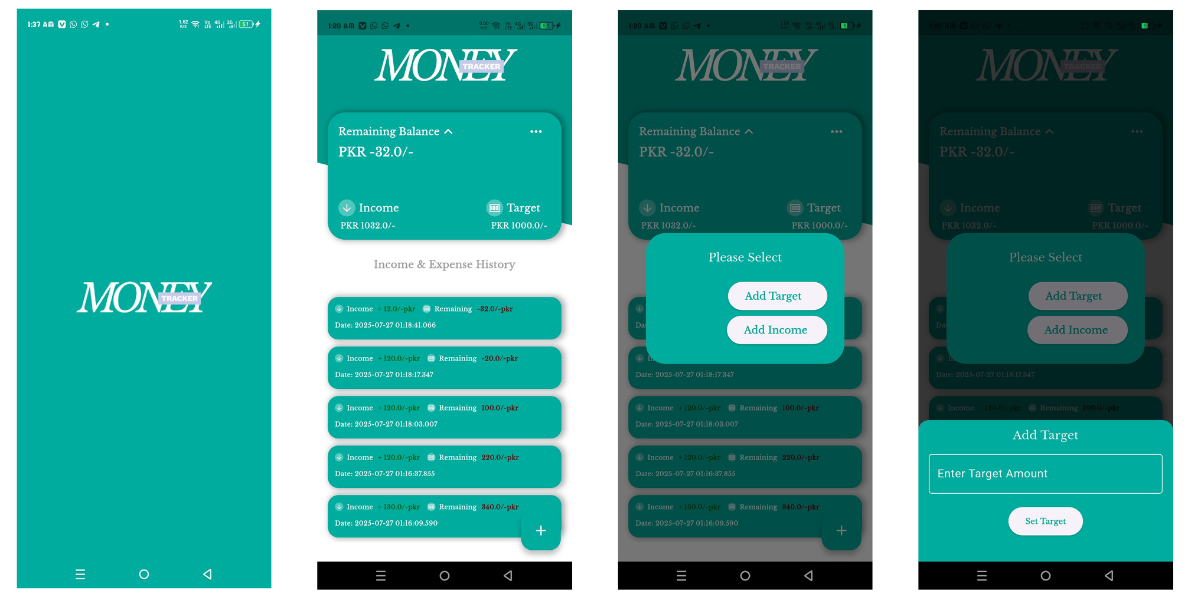 1:37 AM
51
MONEY
TRACKER
1:20 AM
MONEY
TRACKER
Remaining Balance
PKR -32.0/-
Income
Target
PKR 1032.0/-
PKR 1000.0/-
Income & Expense History
Income + 12.0/-pkr Remaining -32.0/-pkr
Date: 2025-07-27 01:18:41.066
Income + 120.0/-pkr Remaining -20.0/-pkr
Date: 2025-07-27 01:18:17.347
Income + 120.0/-pkr Remaining 100.0/-pkr
Date: 2025-07-27 01:18:03.007
Income + 120.0/-pkr Remaining 220.0/-pkr
Date: 2025-07-27 01:16:37.855
Income + 130.0/-pkr Remaining 340.0/-pkr
Date: 2025-07-27 01:16:09.590
+
1:20 AM
MONEY
TRACKER
Remaining Balance
PKR -32.0/-
Income
Target
PKR 1032.0/-
PKR 1000.0/-
Please Select
Add Target
Add Income
Date: 2025-07-27 01:18:17.347
Income + 120.0/-pkr Remaining 100.0/-pkr
Date: 2025-07-27 01:18:03.007
Income + 120.0/-pkr Remaining 220.0/-pkr
Date: 2025-07-27 01:16:37.855
Income + 130.0/-pkr Remaining 340.0/-pkr
Date: 2025-07-27 01:16:09.590
+
MONEY
TRACKER
Remaining Balance
PKR -32.0/-
Income
Target
PKR 1032.0/-
PKR 1000.0/-
Please Select
Add Target
Add Income
Date: 2025-07-27 01:18:17.347
Income + 120.0/-pkr Remaining 100.0/-pkr
Add Target
Enter Target Amount
Set Target